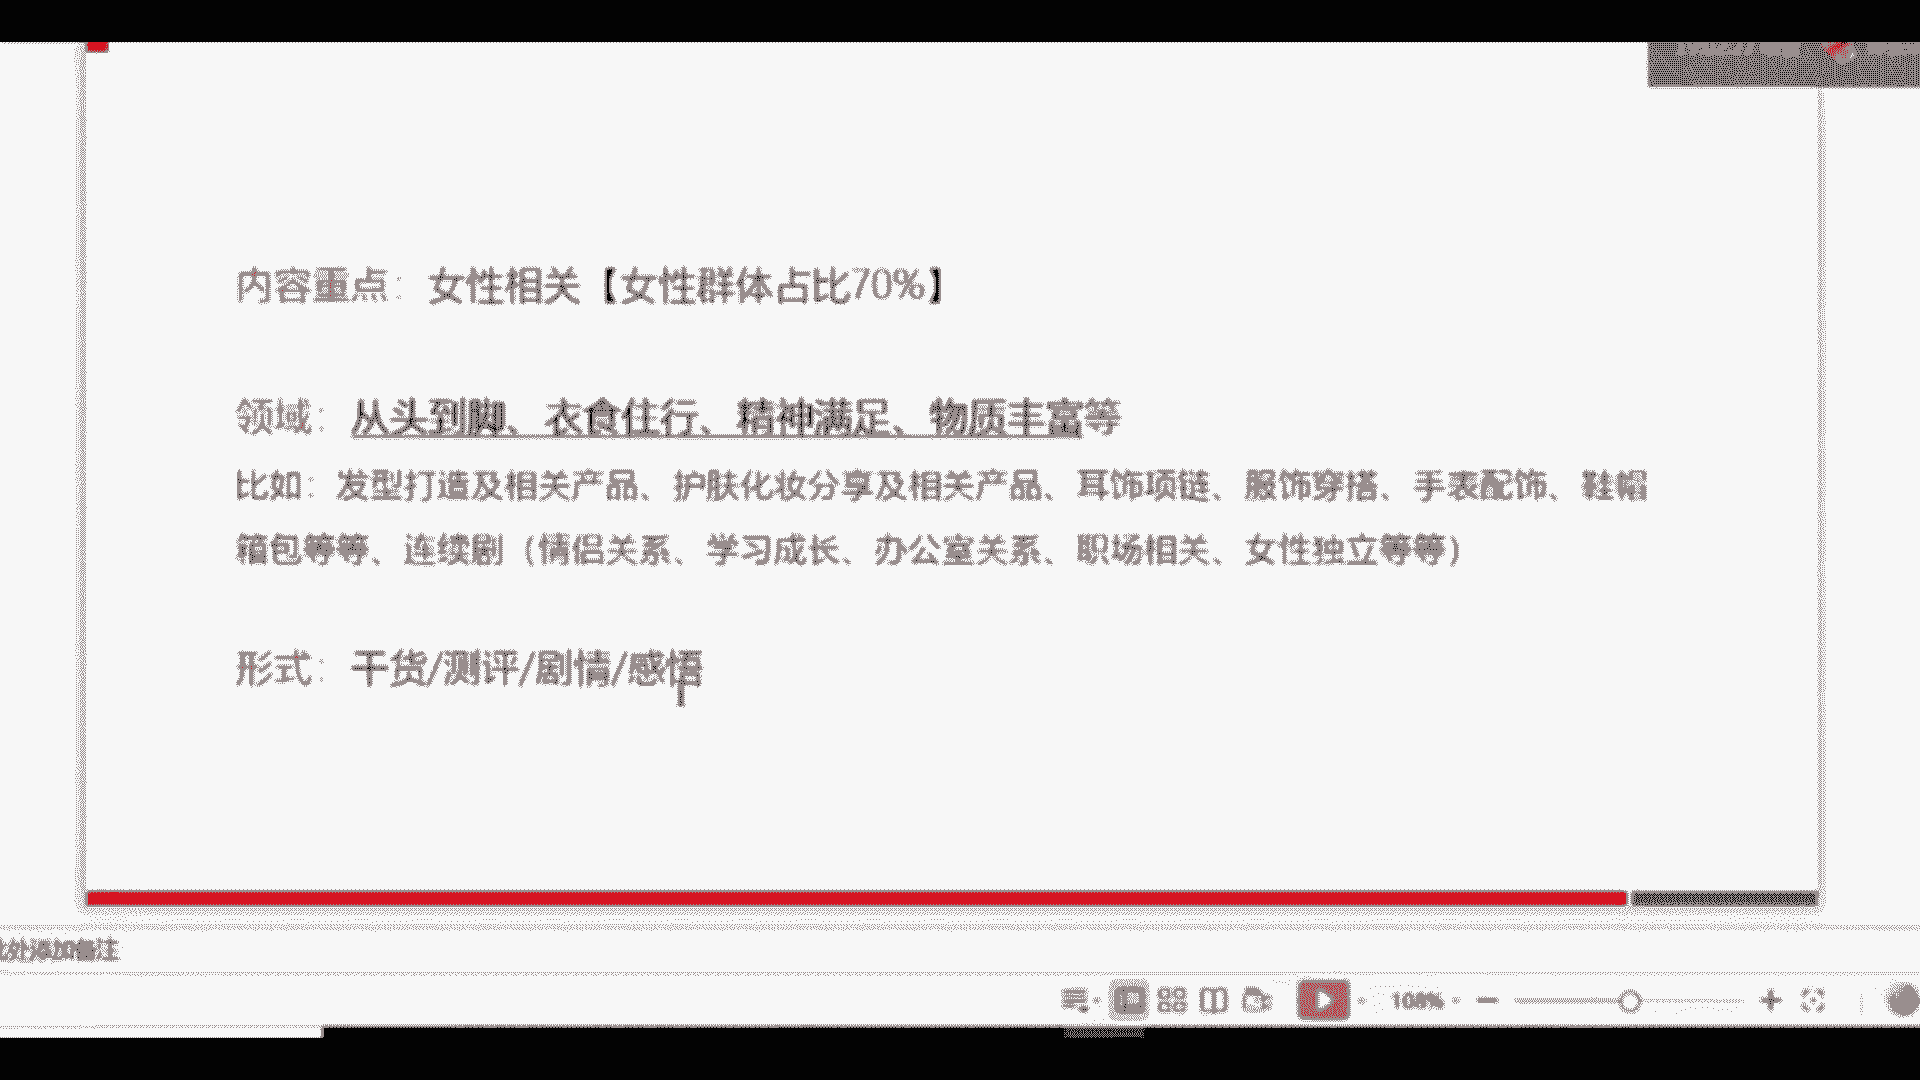 内容重点：女性相关【女性群体占比70%】
领域：从头到脚、衣食住行、精神满足、物质丰富等
比如：发型打造及相关产品、护肤化妆分享及相关产品、耳饰项链、服饰穿搭、手表配饰、鞋帽
箱包等等、连续剧（情侣关系、学习成长、办公室关系、职场相关、女性独立等等）
形式：干货/测评/剧情/感悟
此处添加备注
108%